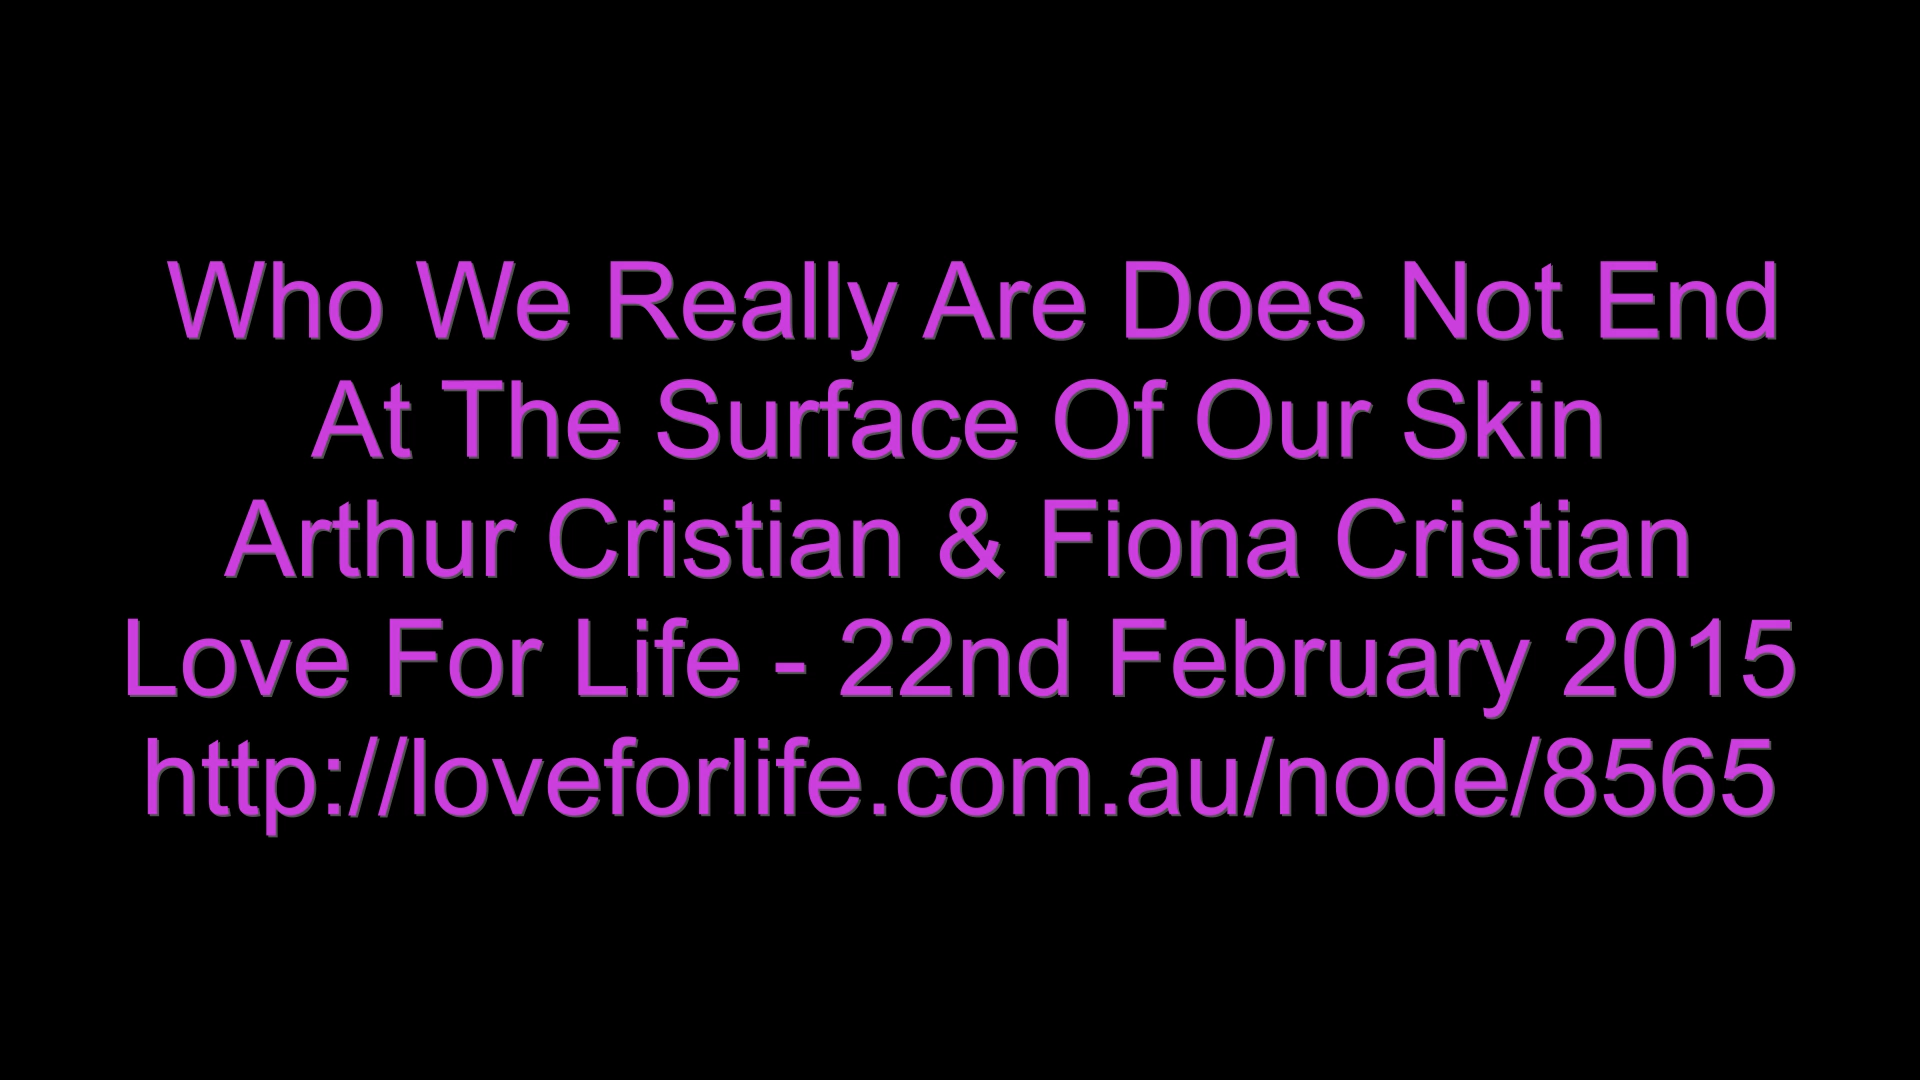 Who We Really Are Does Not End
At The Surface Of Our Skin
Arthur Cristian & Fiona Cristian
Love For Life - 22nd February 2015
http://loveforlife.com.au/node/8565